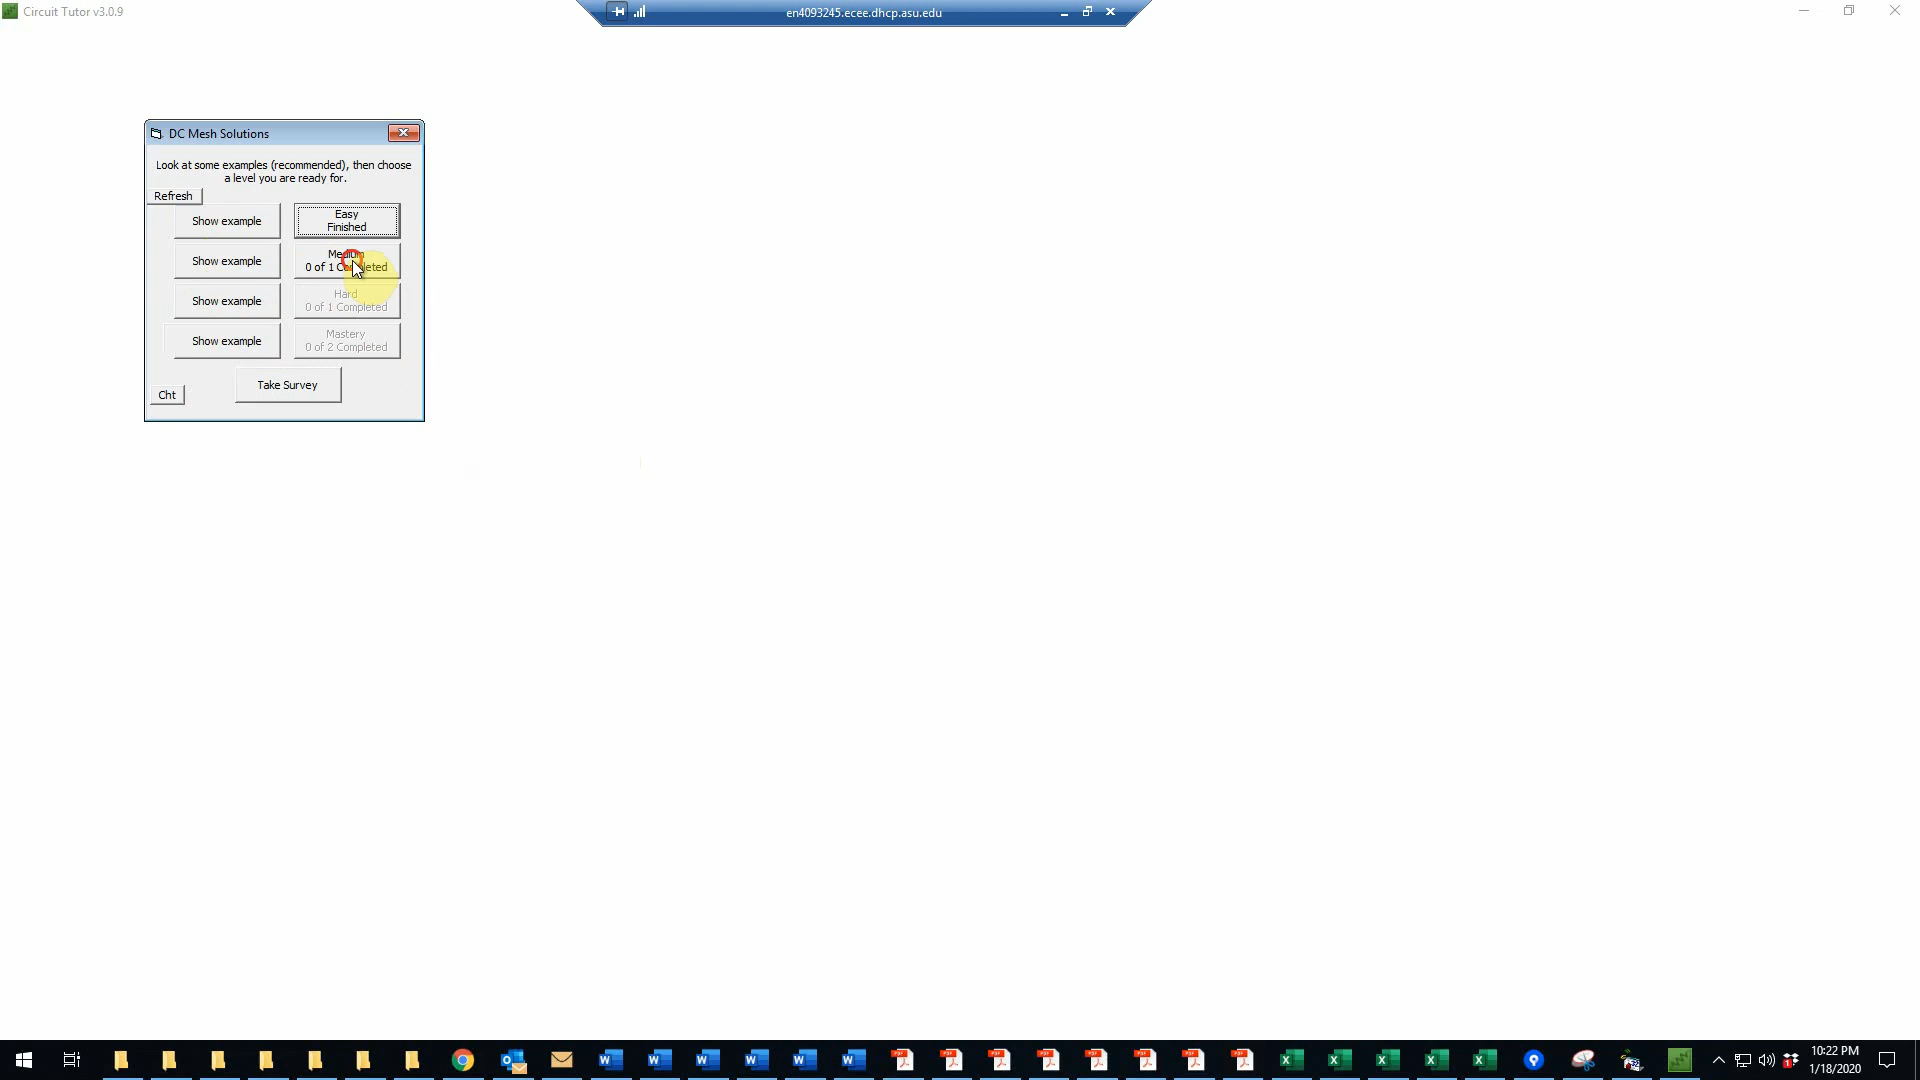 Circuit Tutor v3.0.9
en4093245.ecee.dhcp.asu.edu
DC Mesh Solutions
Look at some examples (recommended), then choose
a level you are ready for.
Refresh
Show example
Easy
Finished
Show example
Medium
0 of 1 Completed
Show example
Hard
0 of 1 Completed
Show example
Mastery
0 of 2 Completed
Take Survey
Cht
10:22 PM
1/18/2020